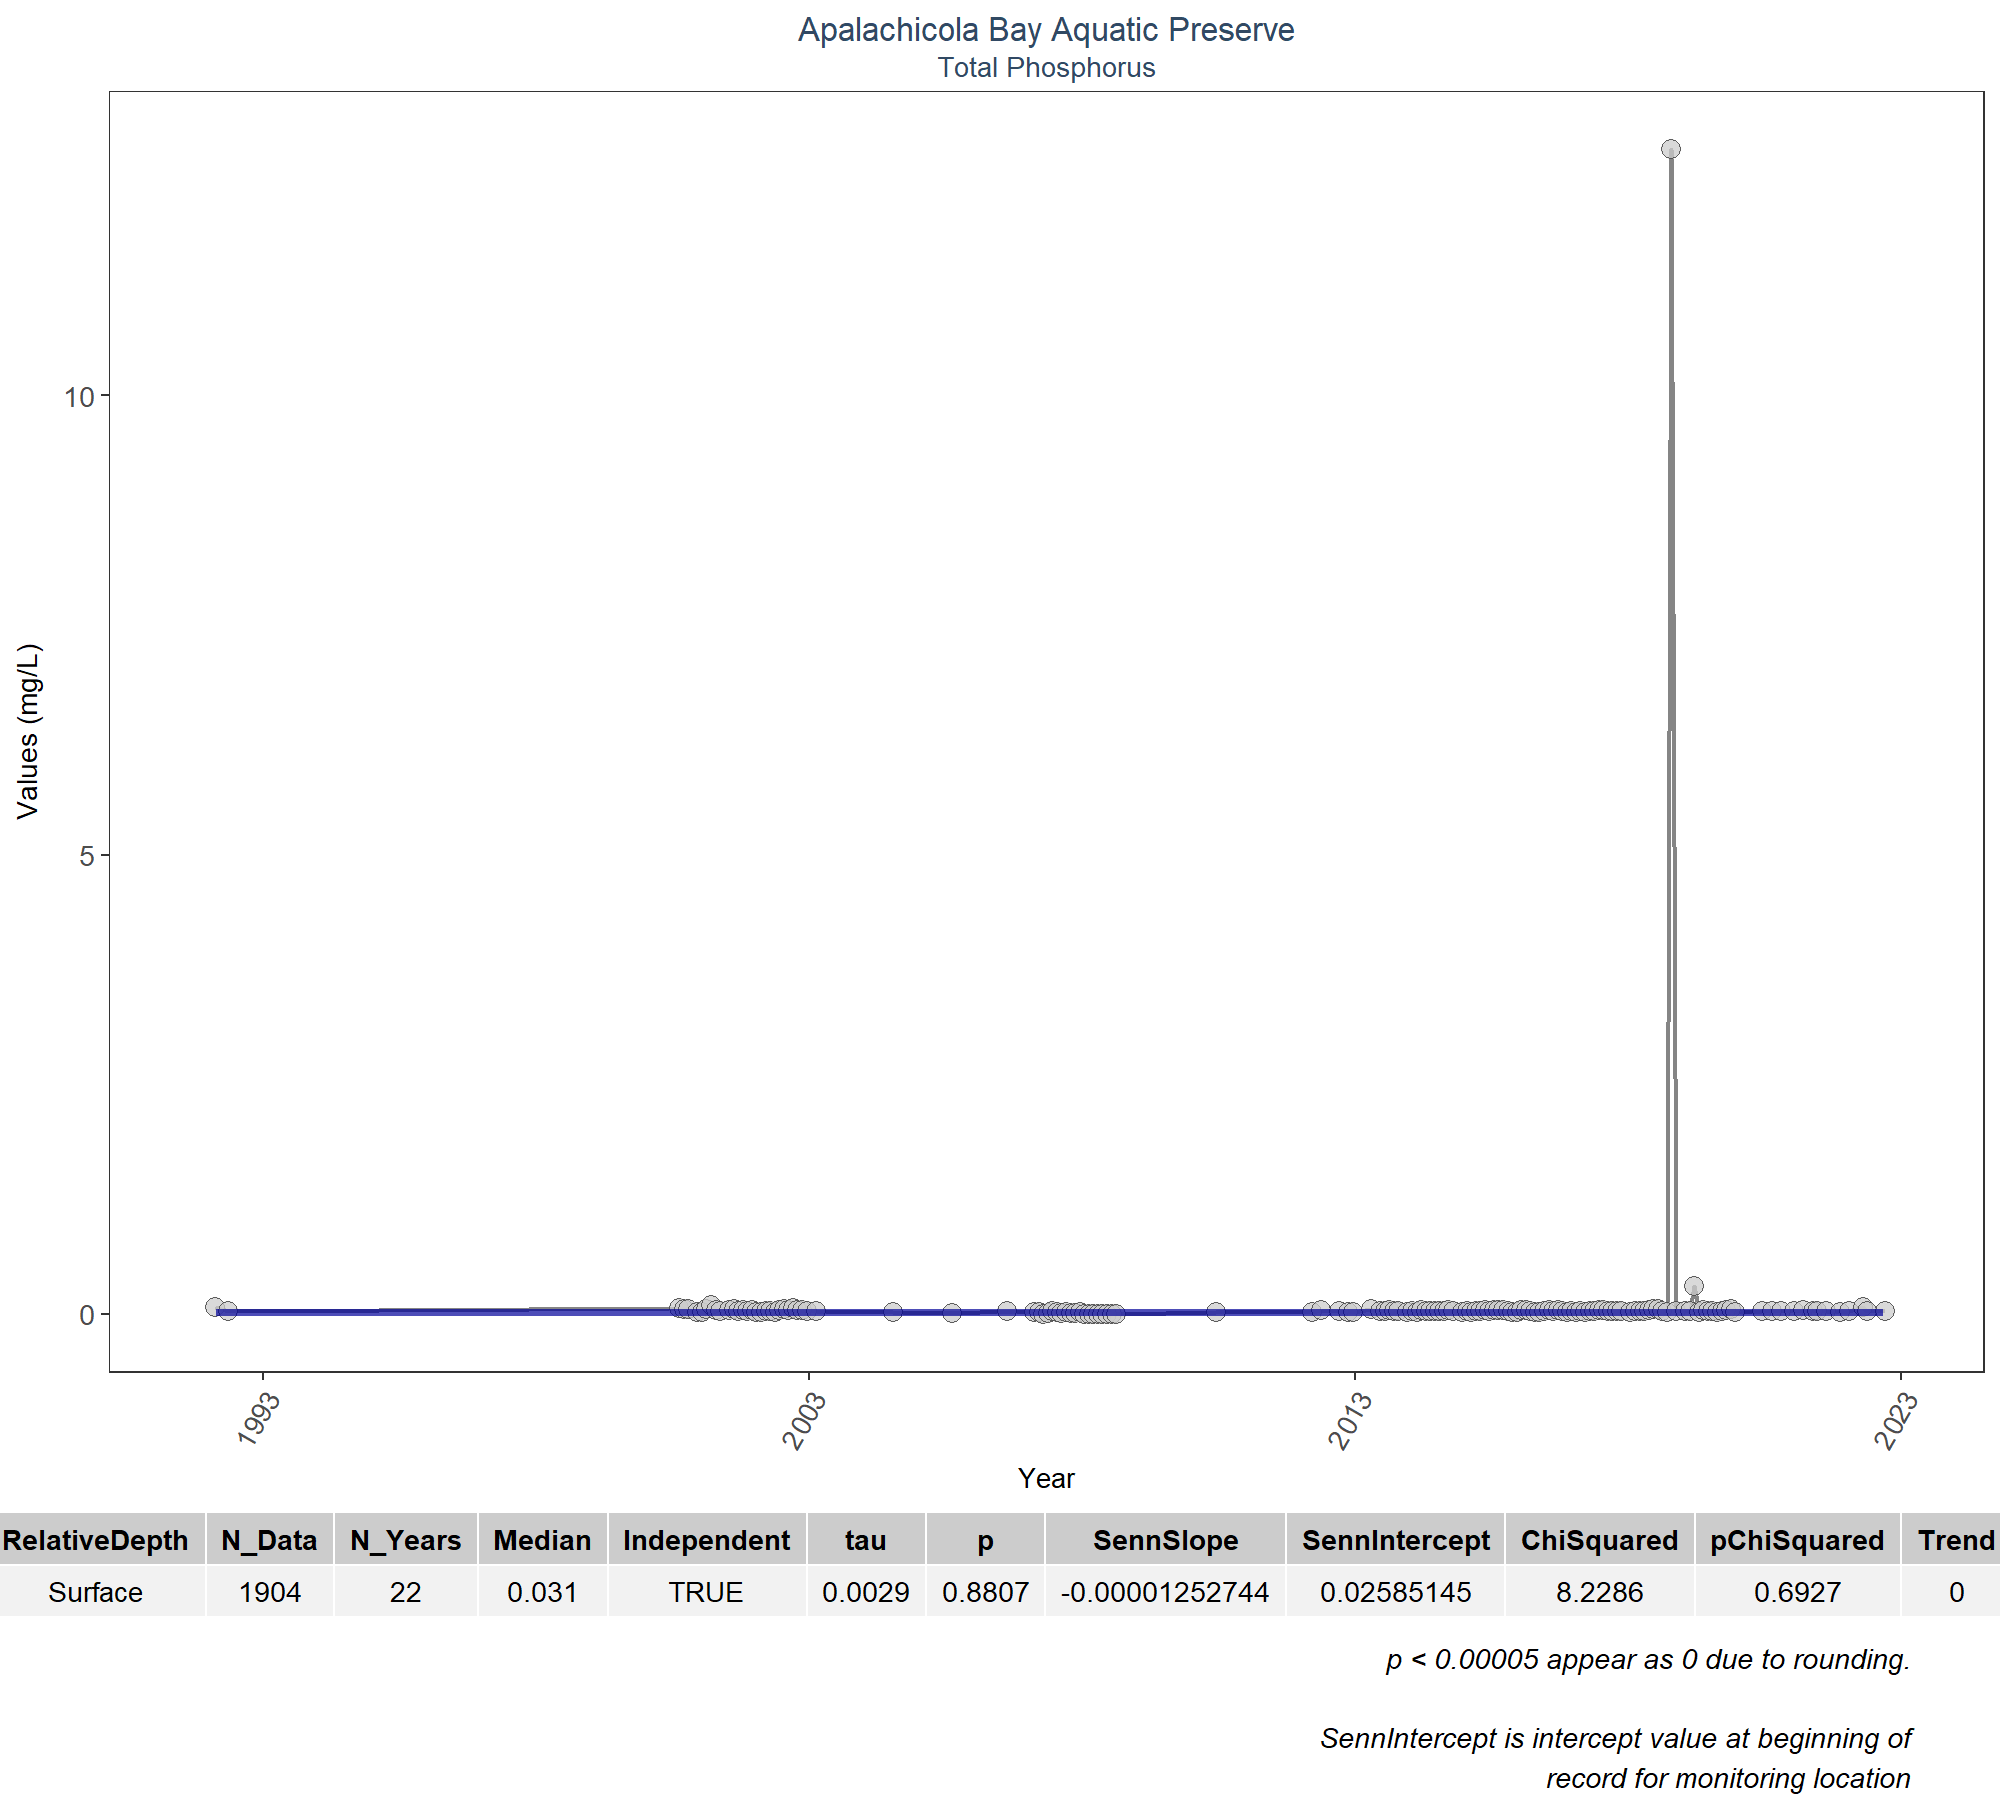 Apalachicola Bay Aquatic Preserve
Total Phosphorus
10
5
0
Values (mg/L)
1993
2003
2013
2023
Year
RelativeDepth N_Data N_Years Median Independent tau p SennSlope SennIntercept ChiSquared pChiSquared Trend
Surface 1904 22 0.031 TRUE 0.0029 0.8807 -0.00001252744 0.02585145 8.2286 0.6927 0
p < 0.00005 appear as 0 due to rounding.
SennIntercept is intercept value at beginning of
record for monitoring location